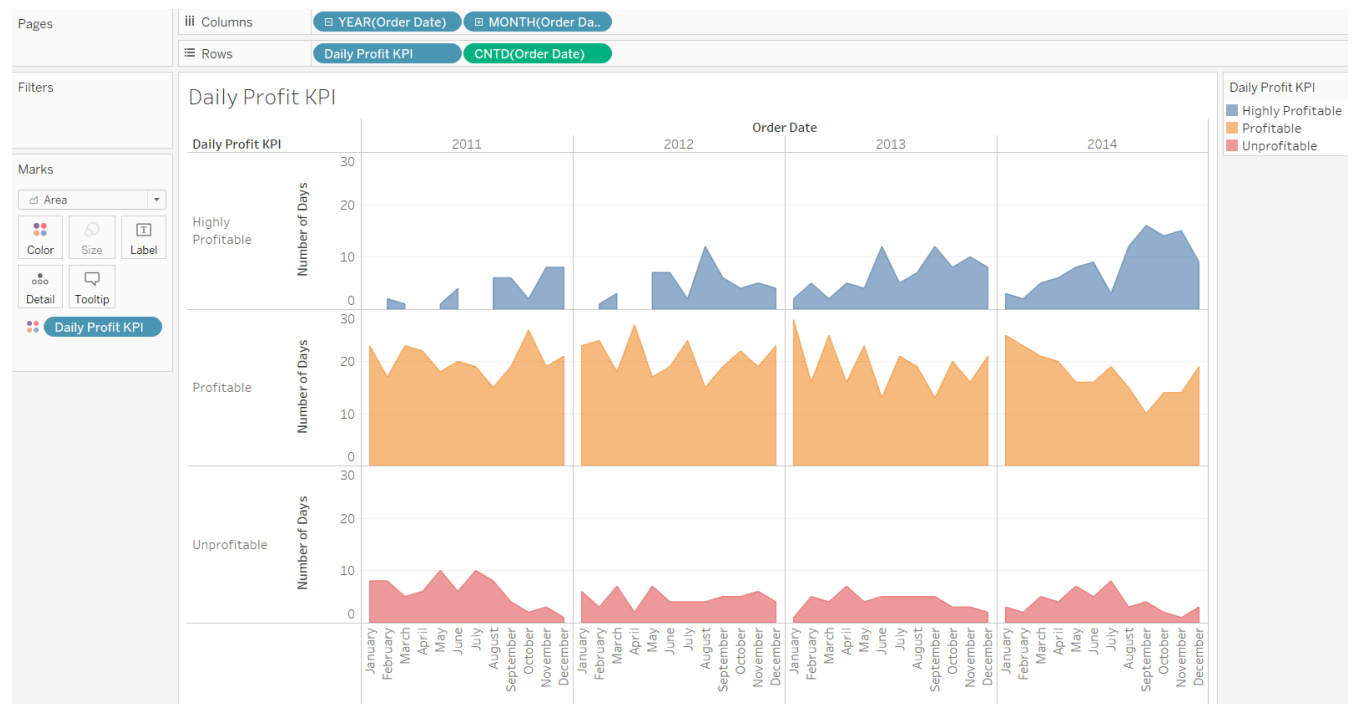 Pages
Columns
YEAR(Order Date)
MONTH(Order Da..
Rows
Daily Profit KPI
CNTD(Order Date)
Filters
Marks
Area
Color
Size
Label
Detail
Tooltip
Daily Profit KPI
Daily Profit KPI
Order Date
Daily Profit KPI
2011
2012
2013
2014
Highly
Profitable
Number of Days
30
20
10
0
Profitable
Number of Days
30
20
10
0
Unprofitable
Number of Days
30
20
10
0
January
February
March
April
May
June
July
August
September
October
November
December
January
February
March
April
May
June
July
August
September
October
November
December
January
February
March
April
May
June
July
August
September
October
November
December
January
February
March
April
May
June
July
August
September
October
November
December
Daily Profit KPI
Highly Profitable
Profitable
Unprofitable